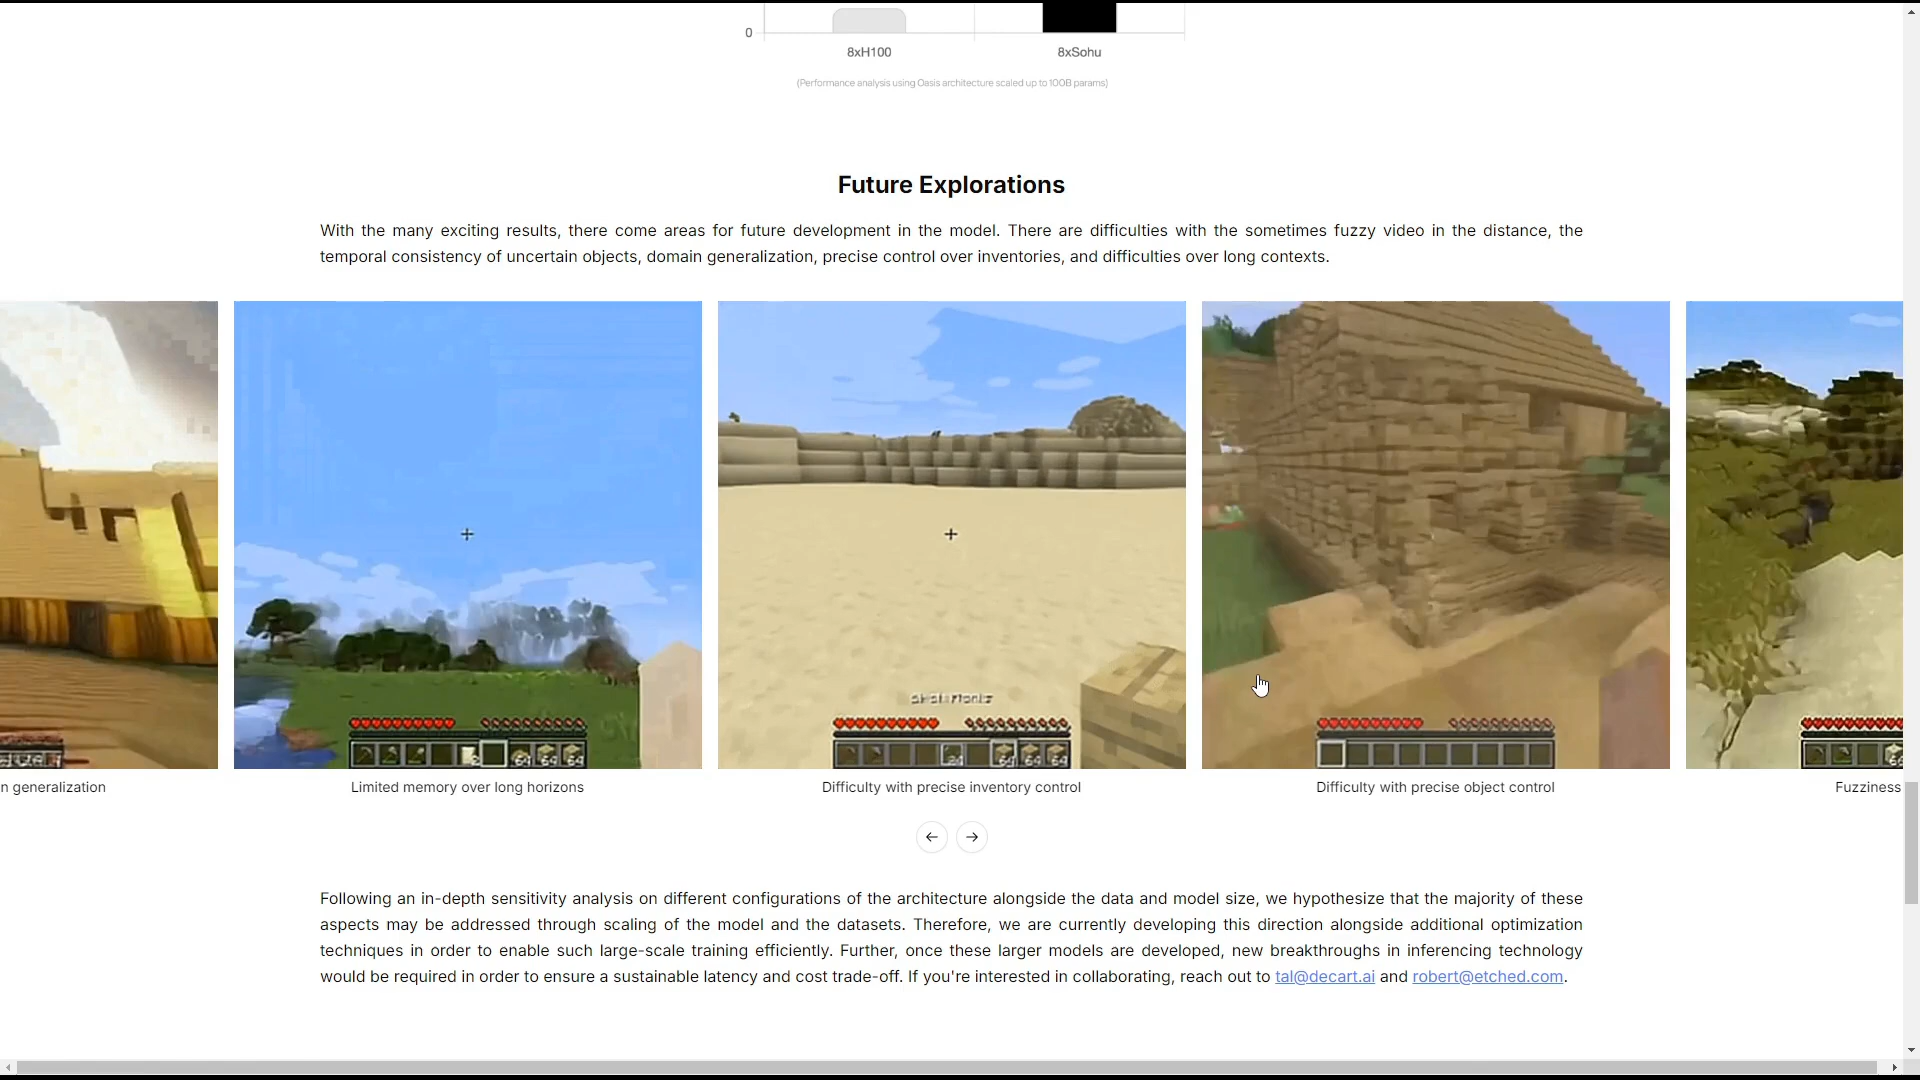 0
8xH100
8xSohu
(Performance analysis using Oasis architecture scaled up to 100B params)
Future Explorations
With the many exciting results, there come areas for future development in the model. There are difficulties with the sometimes fuzzy video in the distance, the
temporal consistency of uncertain objects, domain generalization, precise control over inventories, and difficulties over long contexts.
64 64 64
24 64 64 64
n generalization
Limited memory over long horizons
Difficulty with precise inventory control
Difficulty with precise object control
Fuzziness
Following an in-depth sensitivity analysis on different configurations of the architecture alongside the data and model size, we hypothesize that the majority of these
aspects may be addressed through scaling of the model and the datasets. Therefore, we are currently developing this direction alongside additional optimization
techniques in order to enable such large-scale training efficiently. Further, once these larger models are developed, new breakthroughs in inferencing technology
would be required in order to ensure a sustainable latency and cost trade-off. If you're interested in collaborating, reach out to tal@decart.ai and robert@etched.com.